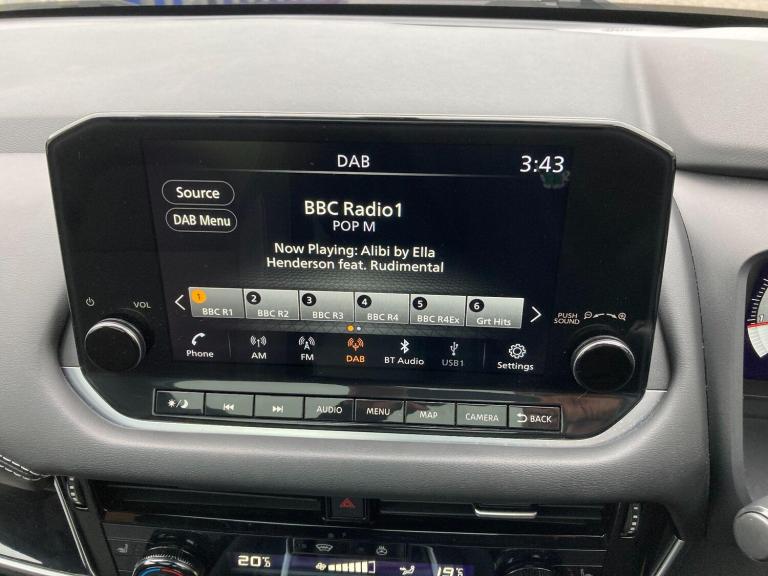 DAB
3:43
Source
DAB Menu
BBC Radio1
POP M
Now Playing: Alibi by Ella
Henderson feat. Rudimental
1 2 3 4 5 6
BBC R1 BBC R2 BBC R3 BBC R4 BBC R4Ex Grt Hits
VOL
PUSH
SOUND
Phone AM FM DAB BT Audio USB1 Settings
AUDIO MENU MAP CAMERA BACK
20